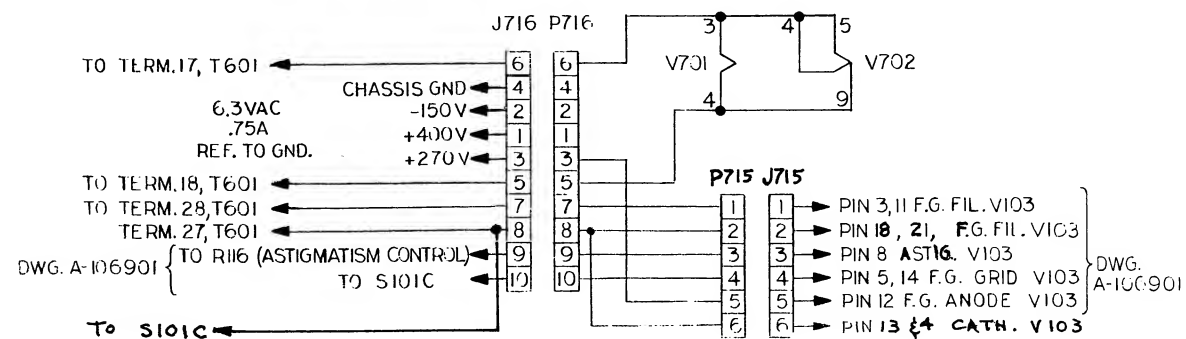 J716 P716
3 4 5
TO TERM.17, T601 6 6 V701 V702
CHASSIS GND 4 4
6.3VAC -150V 2 2 4 9
.75A +400V 1 1
REF. TO GND. +270V 3 3
TO TERM.18, T601 5 5 P715 J715
TO TERM.28, T601 7 7 1 1 PIN 3,11 F.G. FIL. V103
TERM. 27, T601 8 8 2 2 PIN 18, 21, F.G. FIL. V103
DWG. A-106901 { TO R116 (ASTIGMATISM CONTROL) 9 9 3 3 PIN 8 ASTIG. V103 } DWG. A-106901
TO S101C 10 10 4 4 PIN 5, 14 F.G. GRID V103
5 5 PIN 12 F.G. ANODE V103
To S101C 6 6 PIN 13 &4 CATH. V103